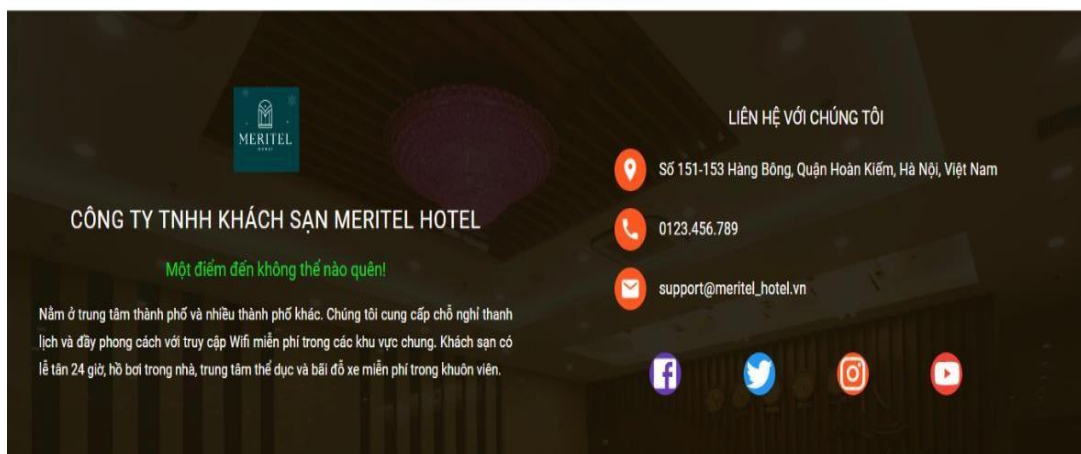 MERITEL
HOTEL
CÔNG TY TNHH KHÁCH SẠN MERITEL HOTEL
Một điểm đến không thể nào quên!
Nằm ở trung tâm thành phố và nhiều thành phố khác. Chúng tôi cung cấp chỗ nghỉ thanh
lịch và đầy phong cách với truy cập Wifi miễn phí trong các khu vực chung. Khách sạn có
lễ tân 24 giờ, hồ bơi trong nhà, trung tâm thể dục và bãi đỗ xe miễn phí trong khuôn viên.
LIÊN HỆ VỚI CHÚNG TÔI
Số 151-153 Hàng Bông, Quận Hoàn Kiếm, Hà Nội, Việt Nam
0123.456.789
support@meritel_hotel.vn